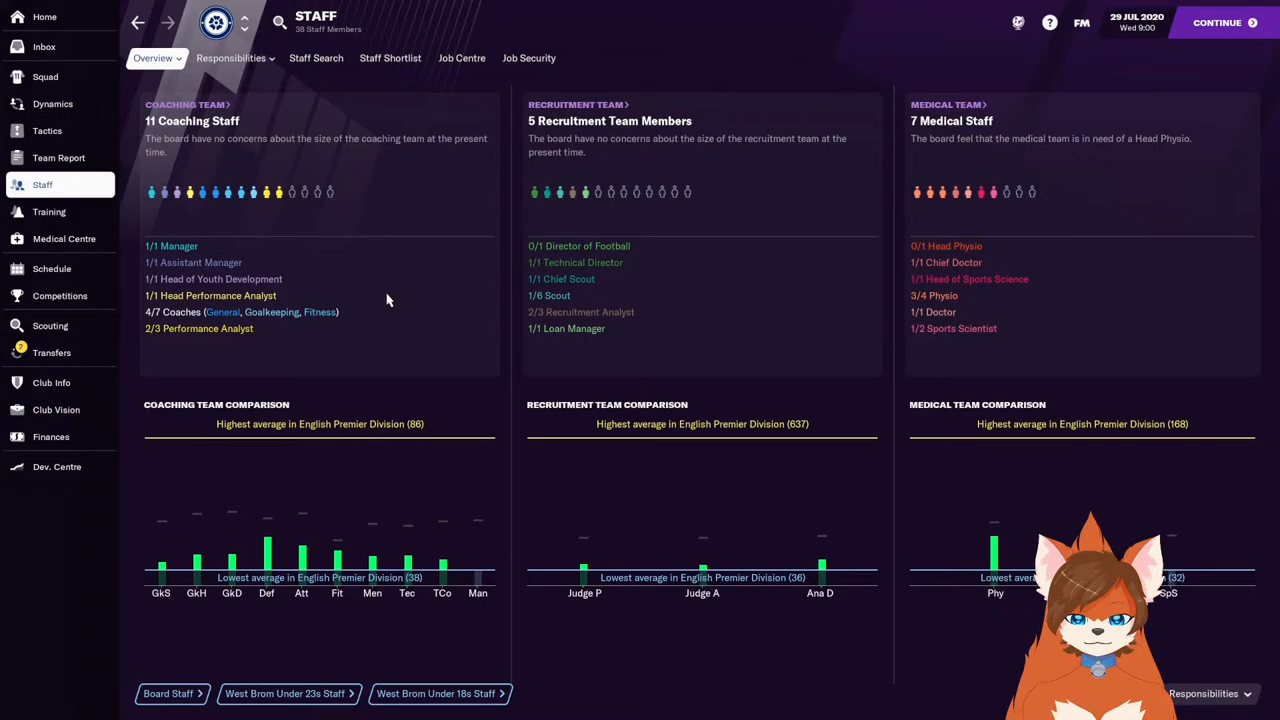 Home
Inbox
Squad
Dynamics
Tactics
Team Report
Staff
Training
Medical Centre
Schedule
Competitions
Scouting
2
Transfers
Club Info
Club Vision
Finances
Dev. Centre
STAFF
38 Staff Members
?
FM
29 JUL 2020
Wed 9:00
CONTINUE
Overview
Responsibilities
Staff Search
Staff Shortlist
Job Centre
Job Security
COACHING TEAM
11 Coaching Staff
The board have no concerns about the size of the coaching team at the present
time.
1/1 Manager
1/1 Assistant Manager
1/1 Head of Youth Development
1/1 Head Performance Analyst
4/7 Coaches (General, Goalkeeping, Fitness)
2/3 Performance Analyst
COACHING TEAM COMPARISON
Highest average in English Premier Division (86)
Lowest average in English Premier Division (38)
GkS GkH GkD Def Att Fit Men Tec TCo Man
RECRUITMENT TEAM
5 Recruitment Team Members
The board have no concerns about the size of the recruitment team at the
present time.
0/1 Director of Football
1/1 Technical Director
1/1 Chief Scout
1/6 Scout
2/3 Recruitment Analyst
1/1 Loan Manager
RECRUITMENT TEAM COMPARISON
Highest average in English Premier Division (637)
Lowest average in English Premier Division (36)
Judge P Judge A Ana D
MEDICAL TEAM
7 Medical Staff
The board feel that the medical team is in need of a Head Physio.
0/1 Head Physio
1/1 Chief Doctor
1/1 Head of Sports Science
3/4 Physio
1/1 Doctor
1/2 Sports Scientist
MEDICAL TEAM COMPARISON
Highest average in English Premier Division (168)
Lowest (32)
Phy SpS
Board Staff
West Brom Under 23s Staff
West Brom Under 18s Staff
Responsibilities